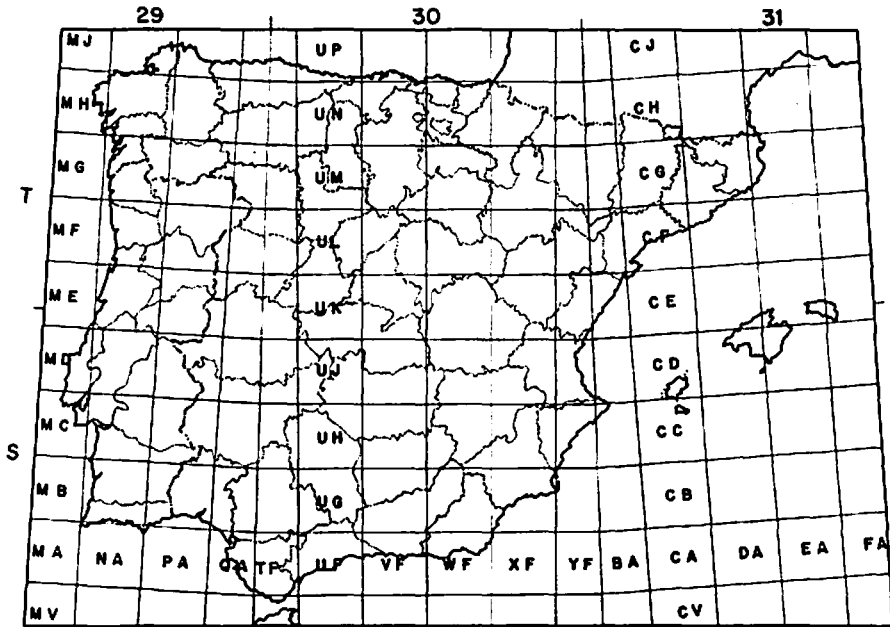 29 30 31
MJ UP CJ
MH UN CH
MG UM CG
T
MF UL CF
ME UK CE
MD UJ CD
MC UH CC
S
MB UG CB
MA NA PA QA TF UF VF WF XF YF BA CA DA EA FA
MV CV